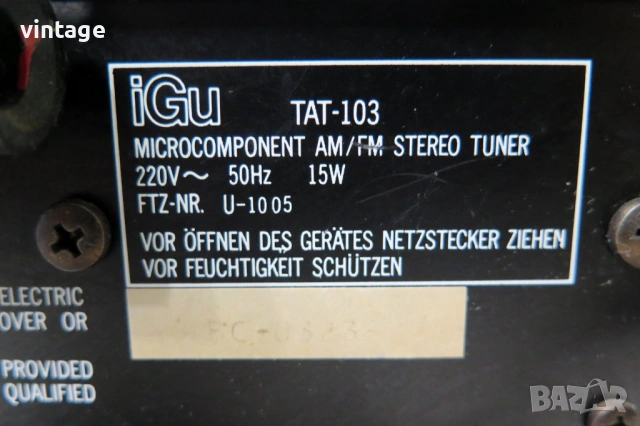 vintage
iGu TAT-103
MICROCOMPONENT AM/FM STEREO TUNER
220V~ 50Hz 15W
FTZ-NR. U-1005
VOR ÖFFNEN DES GERÄTES NETZSTECKER ZIEHEN
VOR FEUCHTIGKEIT SCHÜTZEN
ELECTRIC
OVER OR
PROVIDED
QUALIFIED
BAZAR